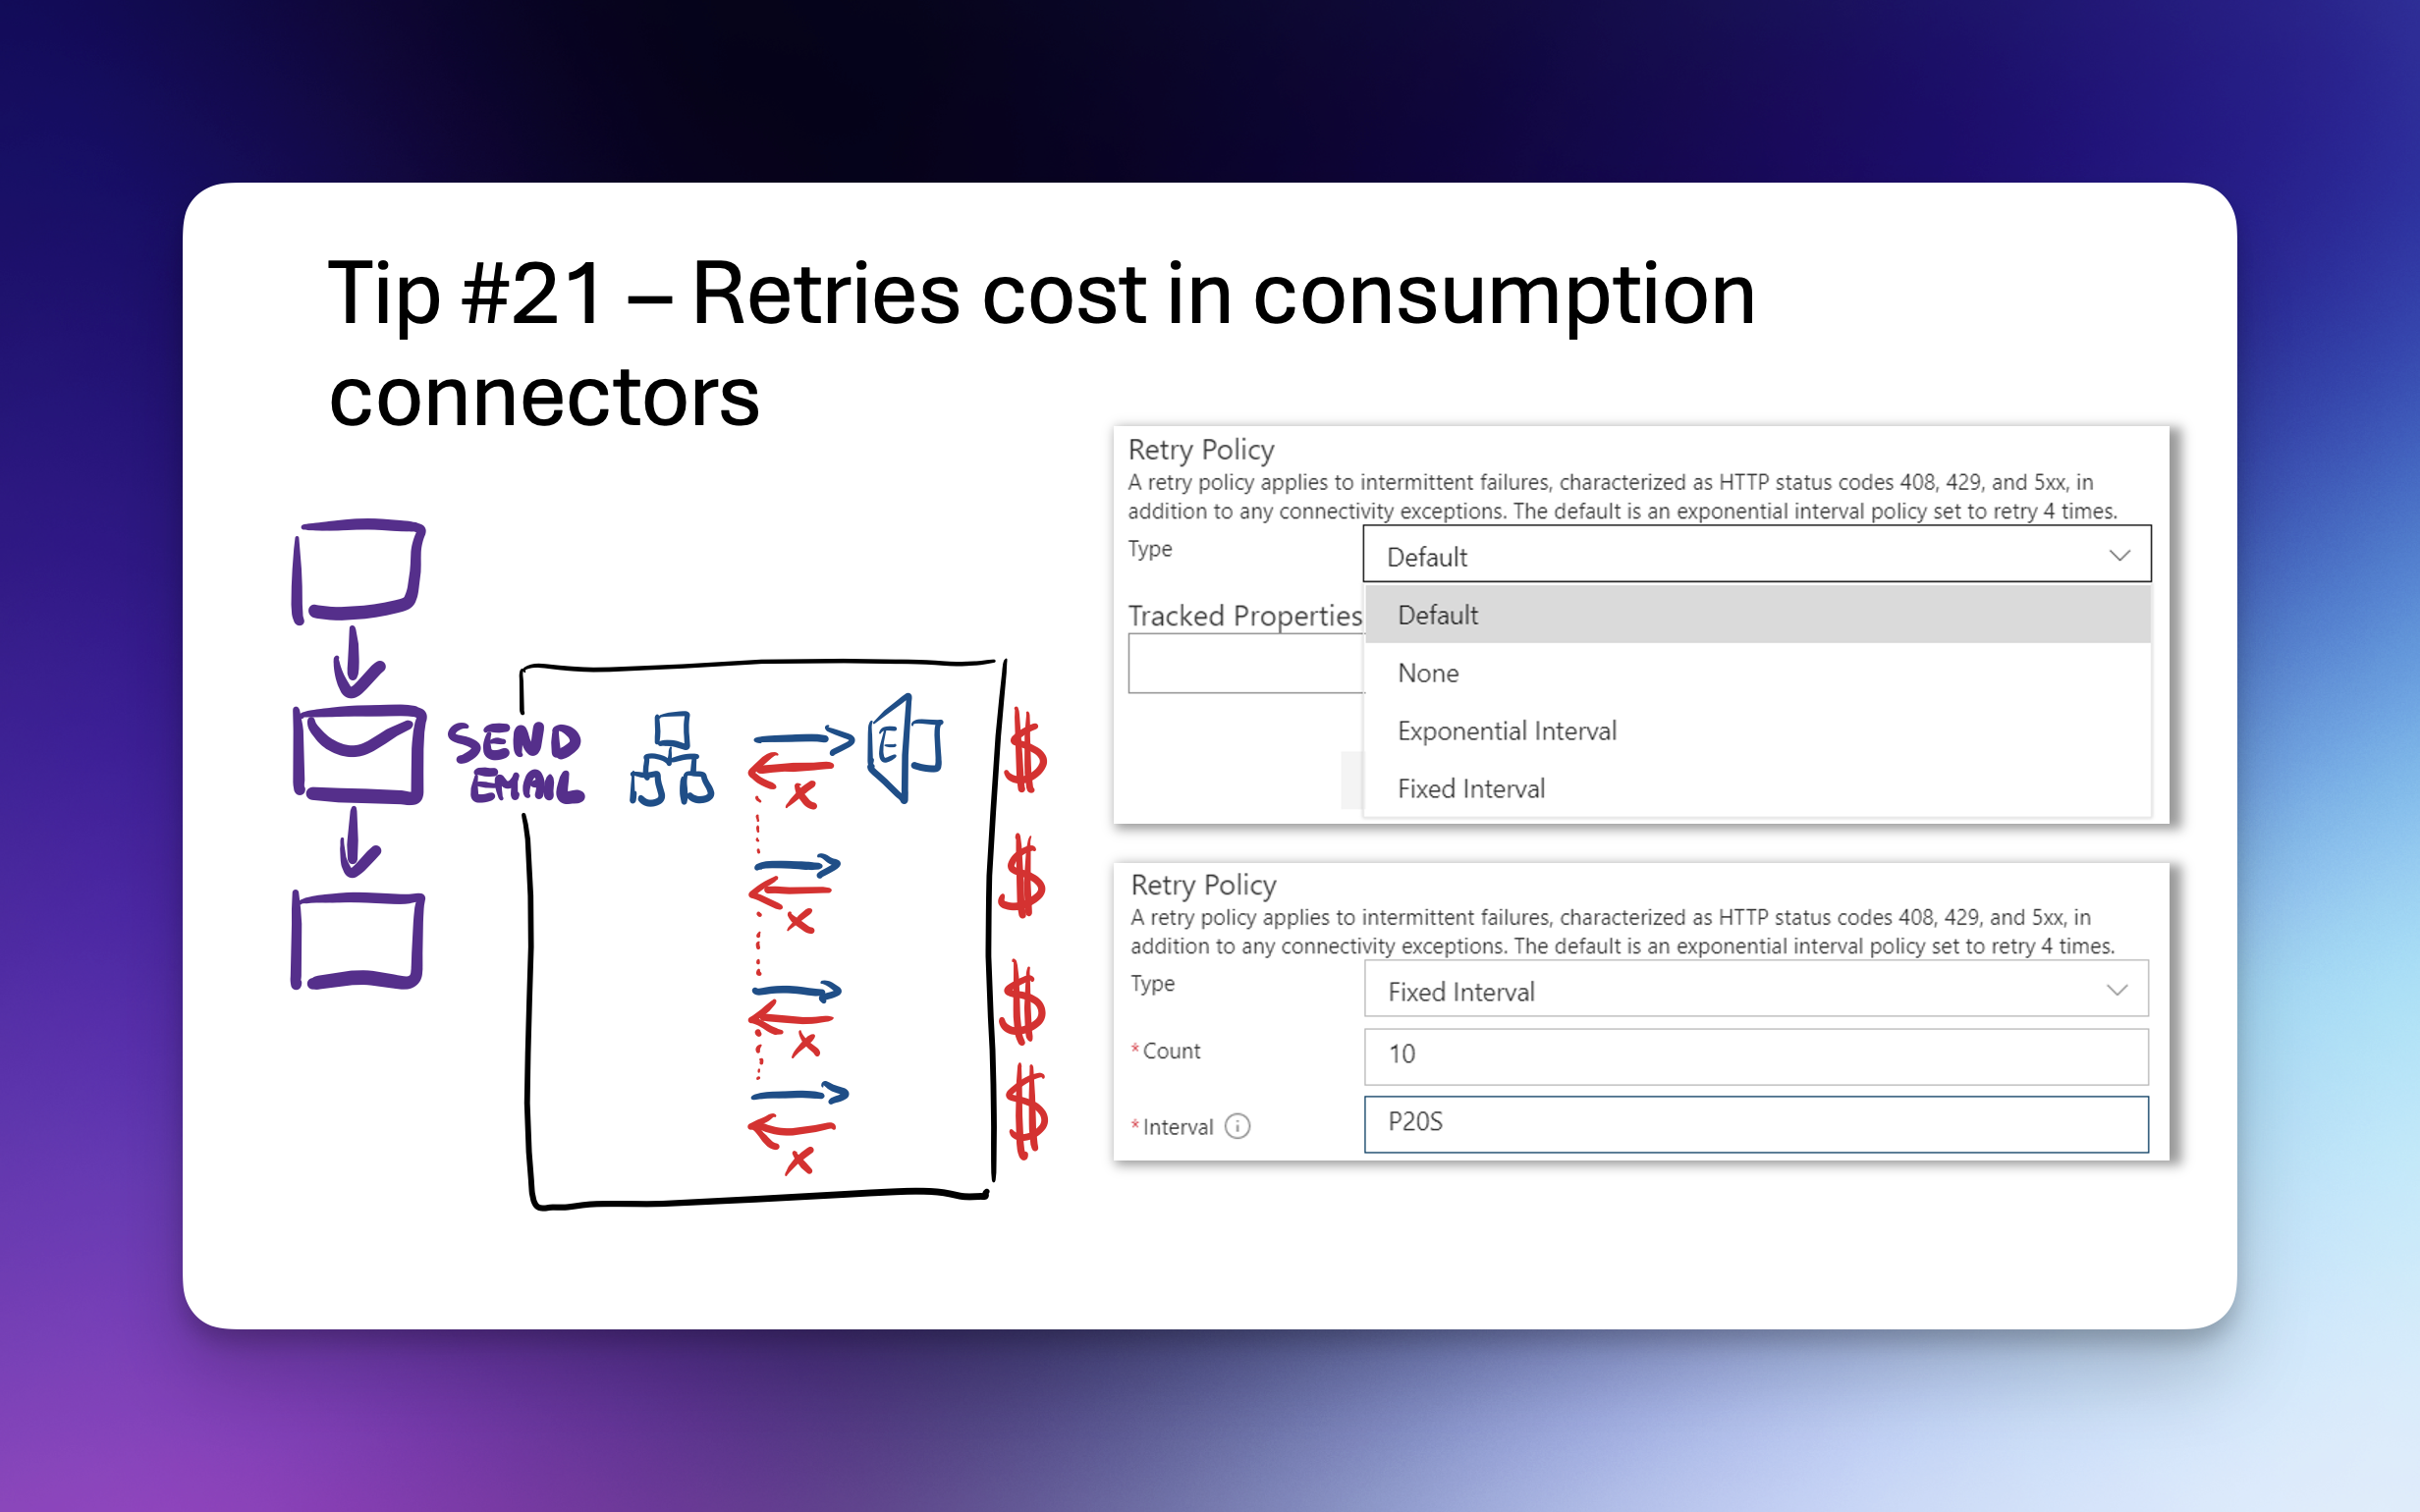 Tip #21 – Retries cost in consumption
connectors
SEND
EMAIL
E
$
$
$
$
Retry Policy
A retry policy applies to intermittent failures, characterized as HTTP status codes 408, 429, and 5xx, in
addition to any connectivity exceptions. The default is an exponential interval policy set to retry 4 times.
Type
Default
Tracked Properties
Default
None
Exponential Interval
Fixed Interval
Retry Policy
A retry policy applies to intermittent failures, characterized as HTTP status codes 408, 429, and 5xx, in
addition to any connectivity exceptions. The default is an exponential interval policy set to retry 4 times.
Type
Fixed Interval
*Count
10
*Interval
P20S